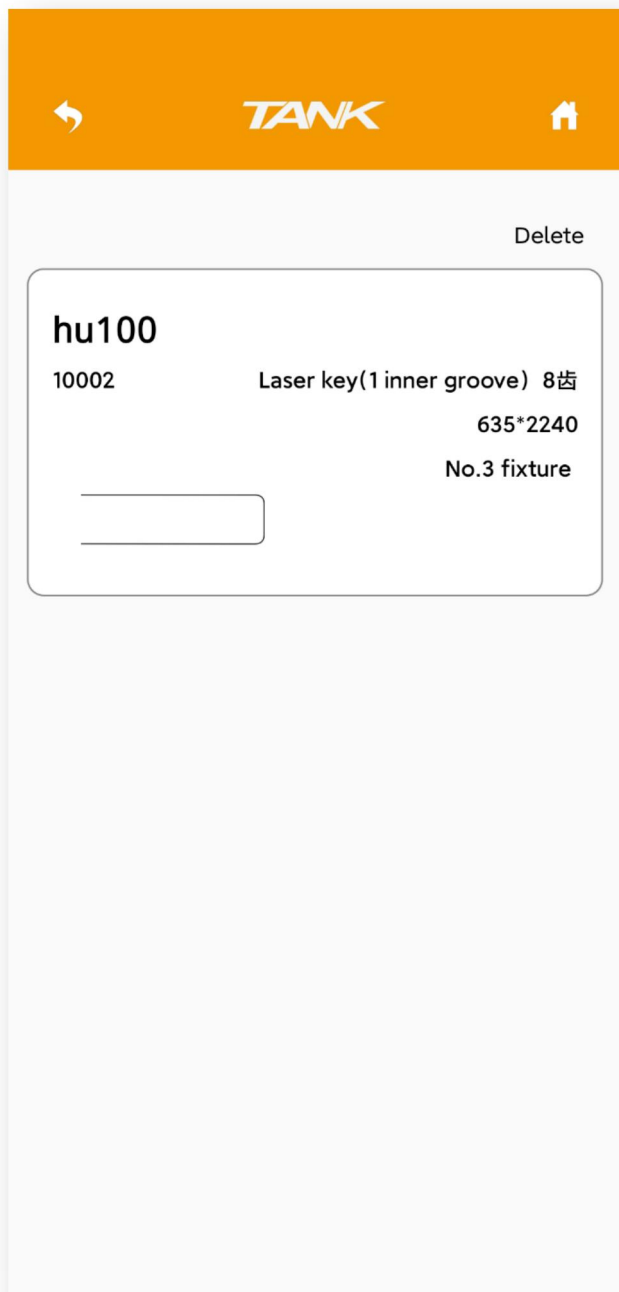 TANK
Delete
hu100
10002 Laser key(1 inner groove) 8齿
635*2240
No.3 fixture